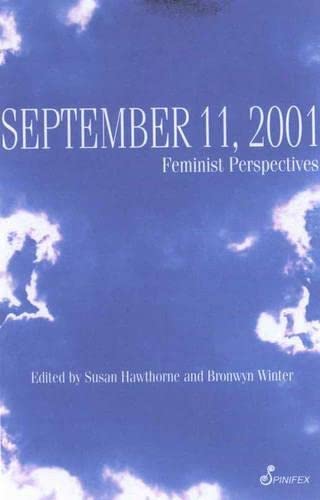 SEPTEMBER 11, 2001
Feminist Perspectives
Edited by Susan Hawthorne and Bronwyn Winter
SPINIFEX